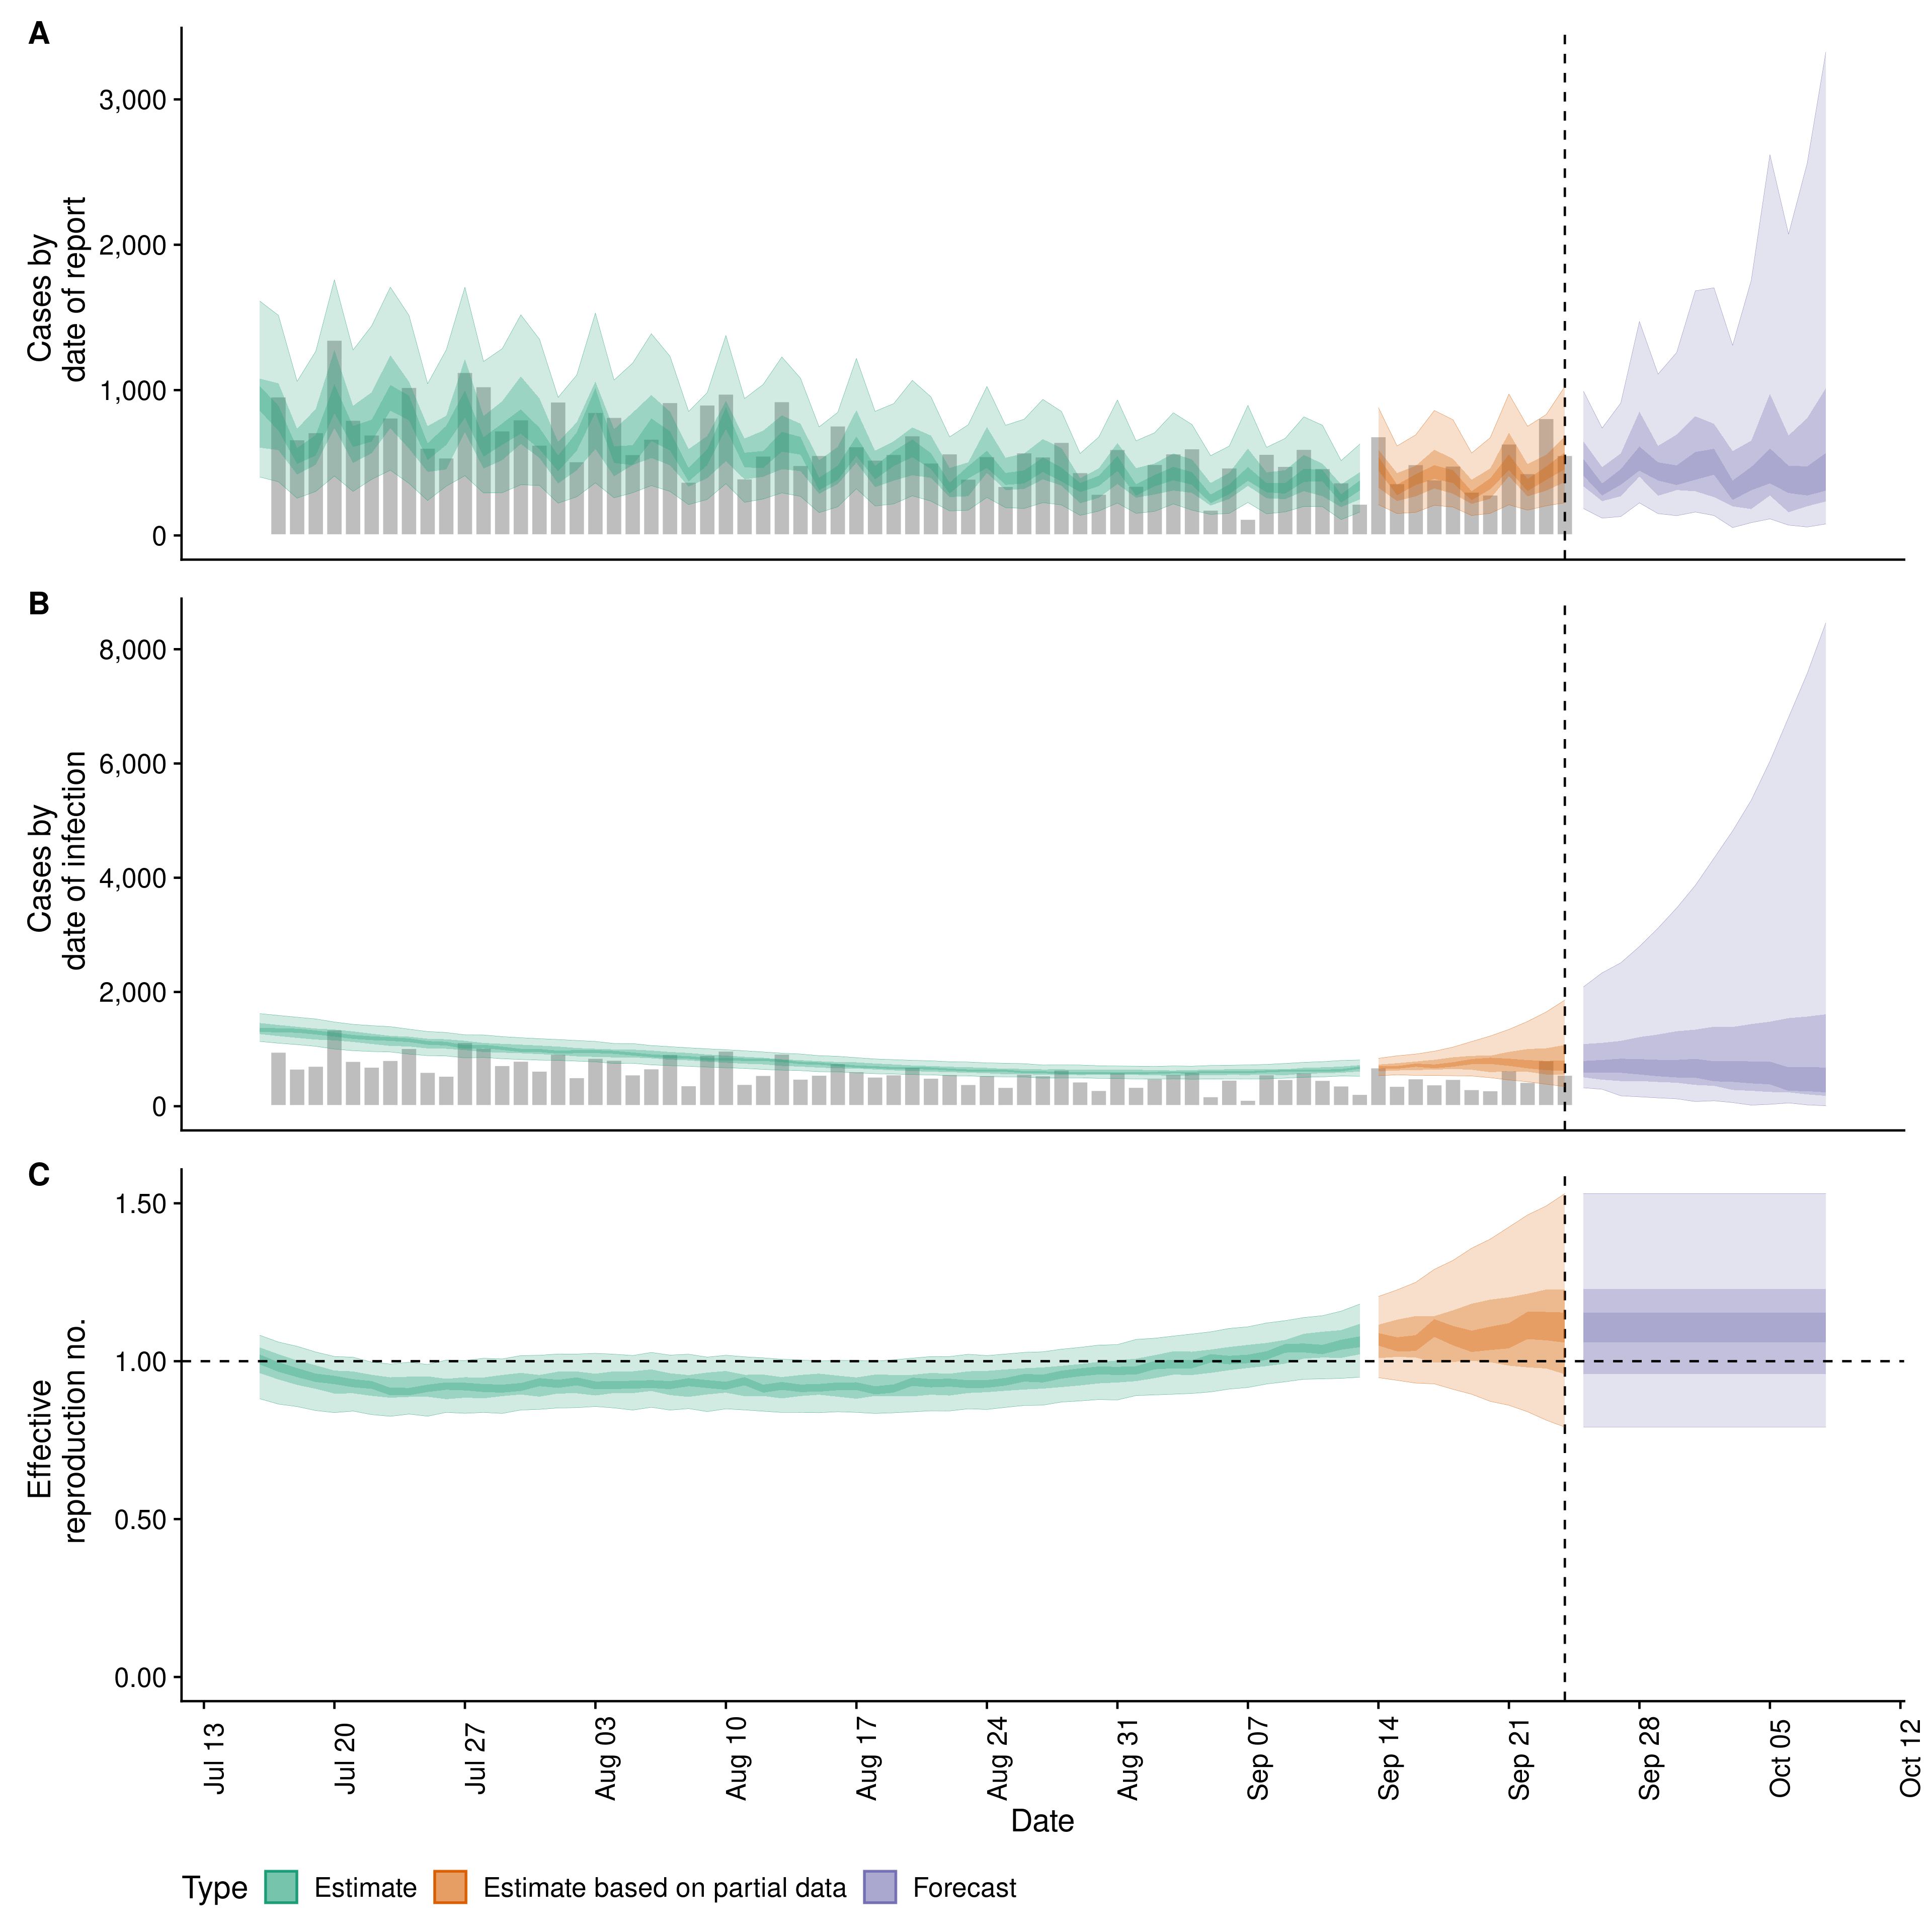 A
Cases by
date of report
3,000
2,000
1,000
0
B
Cases by
date of infection
8,000
6,000
4,000
2,000
0
C
Effective
reproduction no.
1.50
1.00
0.50
0.00
Jul 13
Jul 20
Jul 27
Aug 03
Aug 10
Aug 17
Aug 24
Aug 31
Sep 07
Sep 14
Sep 21
Sep 28
Oct 05
Oct 12
Date
Type Estimate Estimate based on partial data Forecast